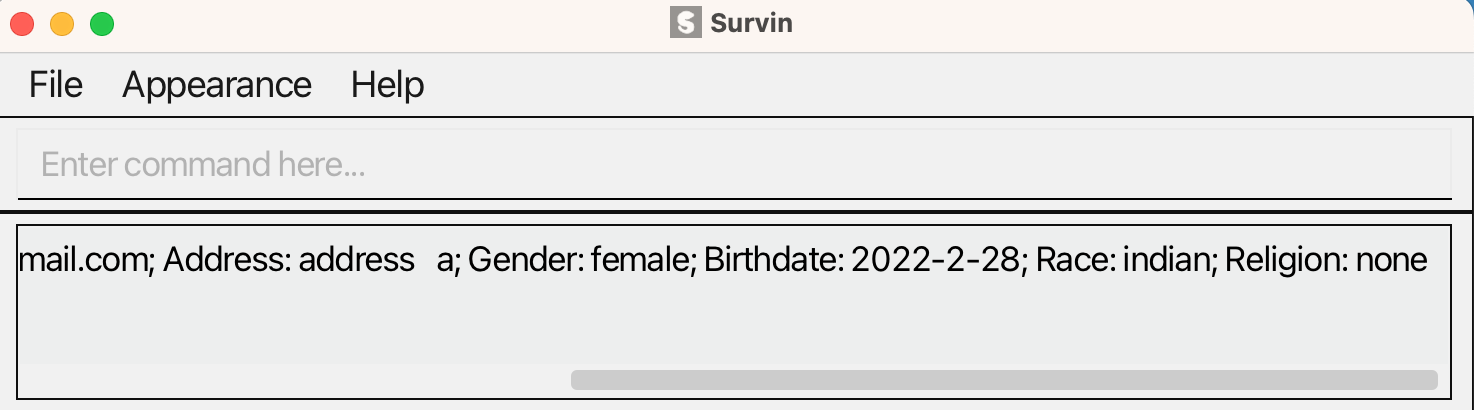 S Survin
File Appearance Help
Enter command here...
mail.com; Address: address   a; Gender: female; Birthdate: 2022-2-28; Race: indian; Religion: none